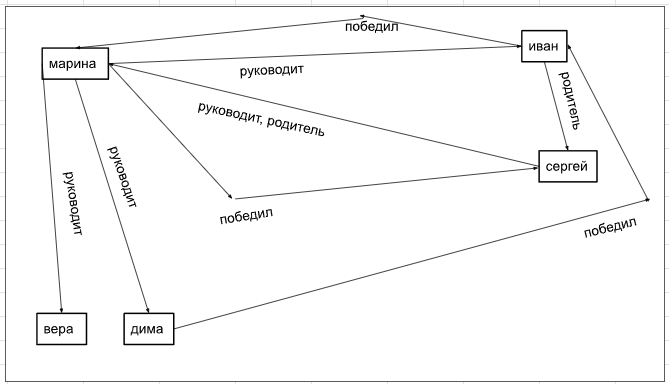 победил
иван
марина
руководит
родитель
руководит, родитель
сергей
руководит
руководит
победил
победил
вера
дима